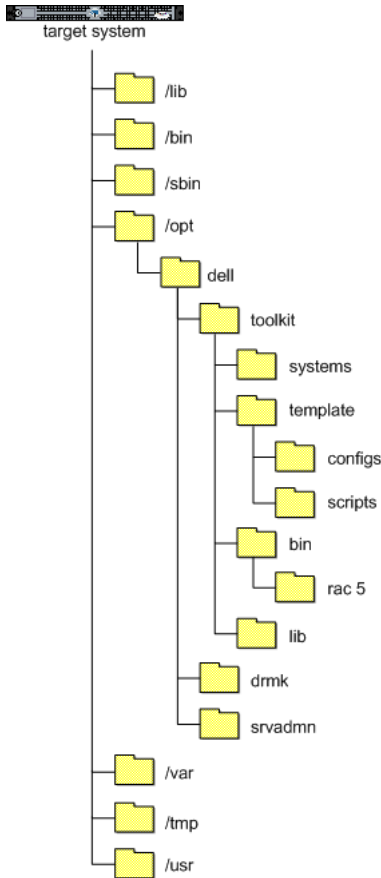 target system
/lib
/bin
/sbin
/opt
dell
toolkit
systems
template
configs
scripts
bin
rac 5
lib
drmk
srvadmn
/var
/tmp
/usr